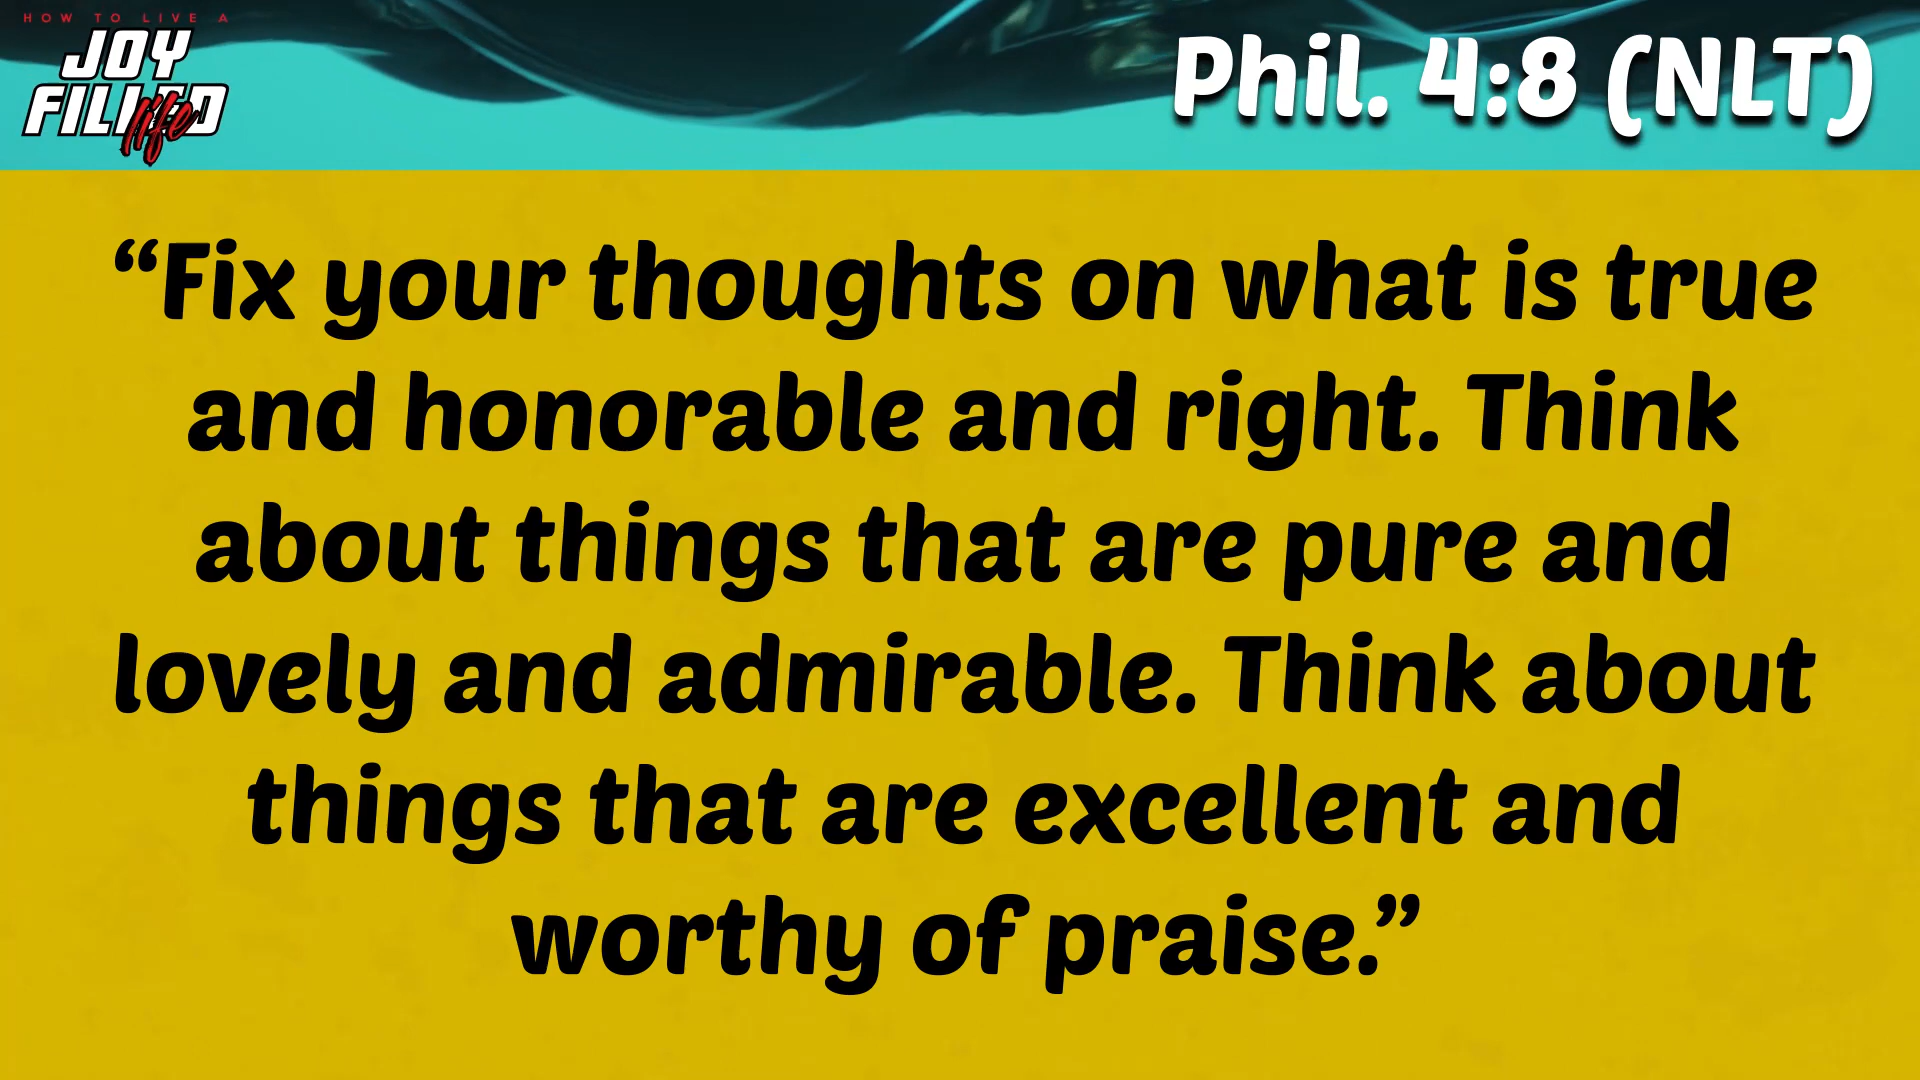 HOW TO LIVE A
JOY
FILLED
life
Phil. 4:8 (NLT)
“Fix your thoughts on what is true
and honorable and right. Think
about things that are pure and
lovely and admirable. Think about
things that are excellent and
worthy of praise.”